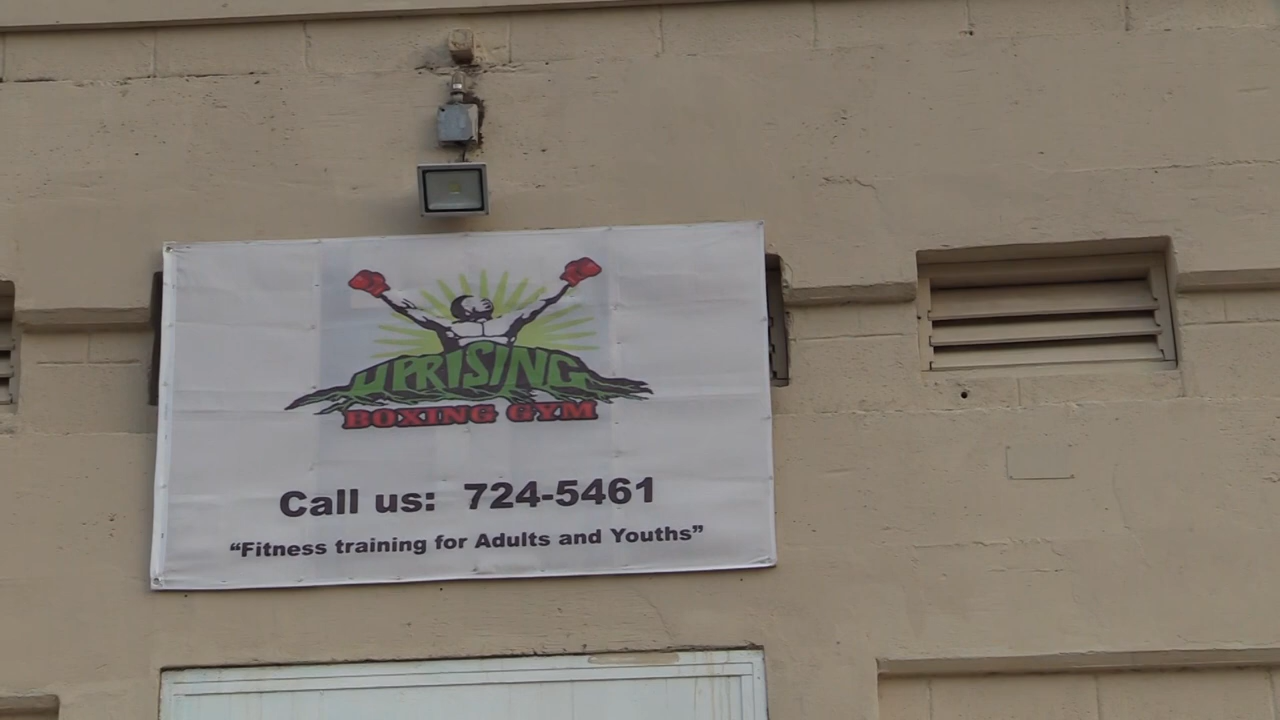 UPRISING
BOXING GYM
Call us: 724-5461
“Fitness training for Adults and Youths”